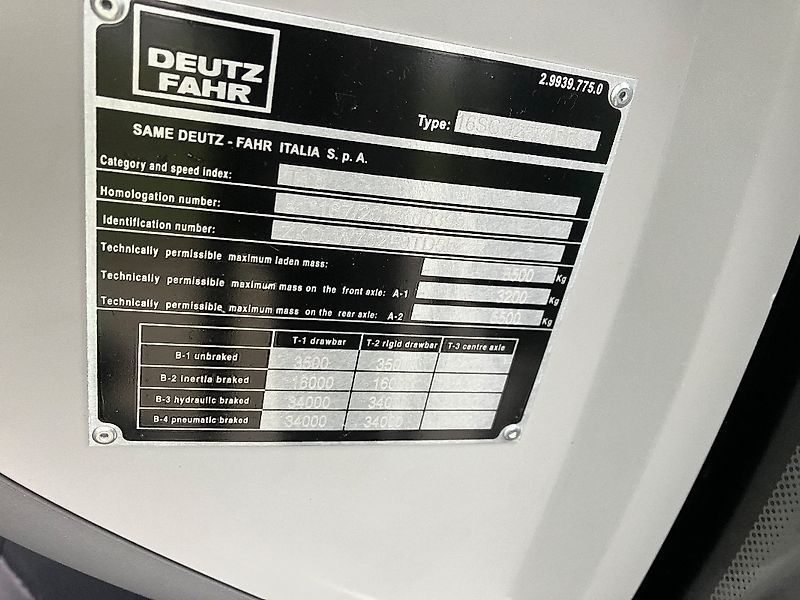 DEUTZ
FAHR
2.9939.775.0
Type:
SAME DEUTZ - FAHR ITALIA S. p. A.
Category and speed index:
Homologation number:
Identification number:
Technically permissible maximum laden mass: 8500 Kg
Technically permissible maximum mass on the front axle: A-1 3200 Kg
Technically permissible maximum mass on the rear axle: A-2 6500 Kg
T-1 drawbar T-2 rigid drawbar T-3 centre axle
B-1 unbraked 3500
B-2 inertia braked 16000
B-3 hydraulic braked 34000
B-4 pneumatic braked 34000 34000